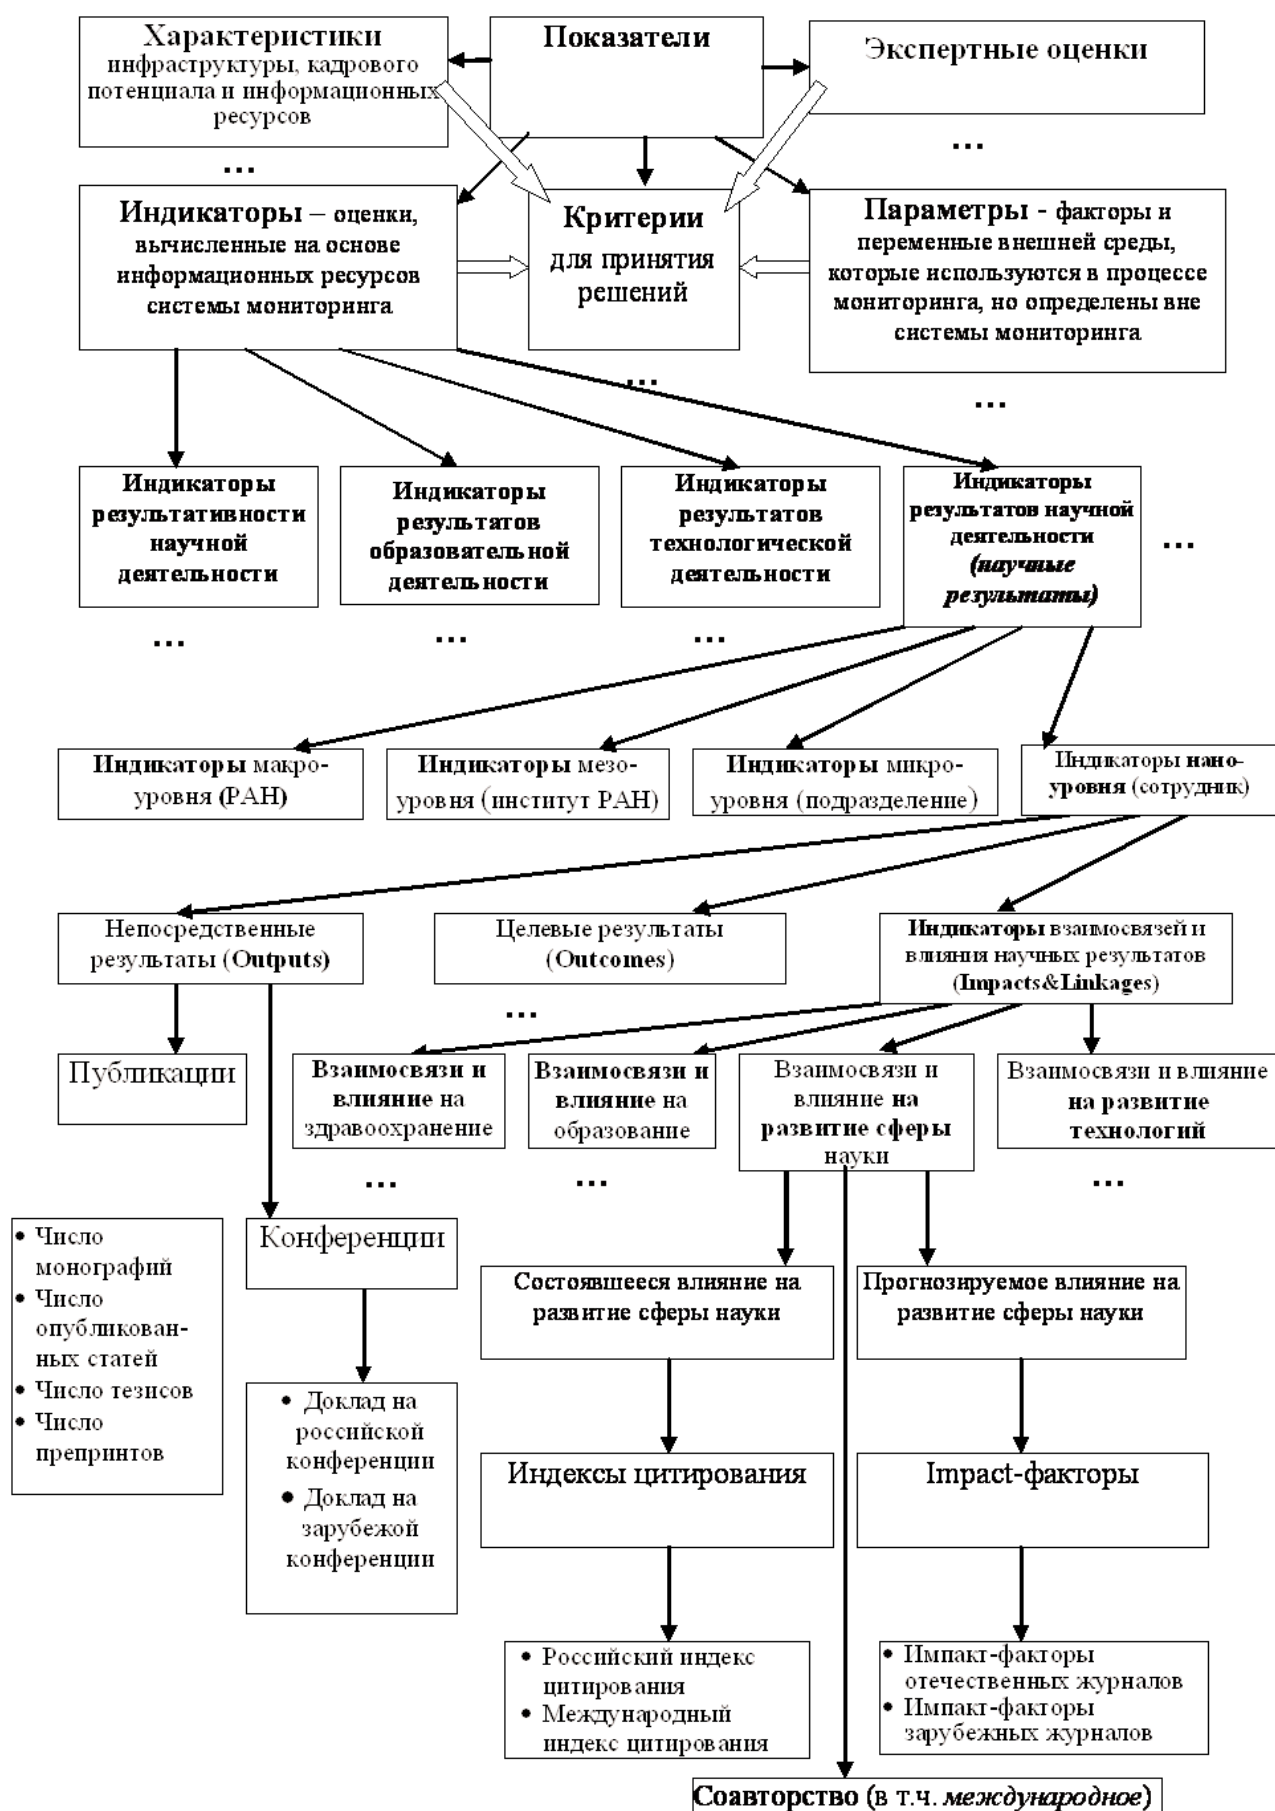 Характеристики
инфраструктуры, кадрового
потенциала и информационных
ресурсов
...
Показатели
Экспертные оценки
...
Индикаторы – оценки,
вычисленные на основе
информационных ресурсов
системы мониторинга
Критерии
для принятия
решений
Параметры - факторы и
переменные внешней среды,
которые используются в процессе
мониторинга, но определены вне
системы мониторинга
...
...
Индикаторы
результативности
научной
деятельности
...
Индикаторы
результатов
образовательной
деятельности
...
Индикаторы
результатов
технологической
деятельности
...
Индикаторы
результатов научной
деятельности
(научные
результаты)
...
Индикаторы макро-
уровня (РАН)
Индикаторы мезо-
уровня (институт РАН)
Индикаторы микро-
уровня (подразделение)
Индикаторы нано-
уровня (сотрудник)
Непосредственные
результаты (Outputs)
Целевые результаты
(Outcomes)
...
Индикаторы взаимосвязей и
влияния научных результатов
(Impacts&Linkages)
Публикации
Взаимосвязи и
влияние на
здравоохранение
...
Взаимосвязи и
влияние на
образование
...
Взаимосвязи и
влияние на
развитие сферы
науки
Взаимосвязи и влияние
на развитие
технологий
...
• Число
монографий
• Число
опубликован-
ных статей
• Число тезисов
• Число
препринтов
Конференции
Состоявшееся влияние на
развитие сферы науки
Прогнозируемое влияние на
развитие сферы науки
• Доклад на
российской
конференции
• Доклад на
зарубежой
конференции
Индексы цитирования
Impact-факторы
• Российский индекс
цитирования
• Международный
индекс цитирования
• Импакт-факторы
отечественных журналов
• Импакт-факторы
зарубежных журналов
Соавторство (в т.ч. международное)